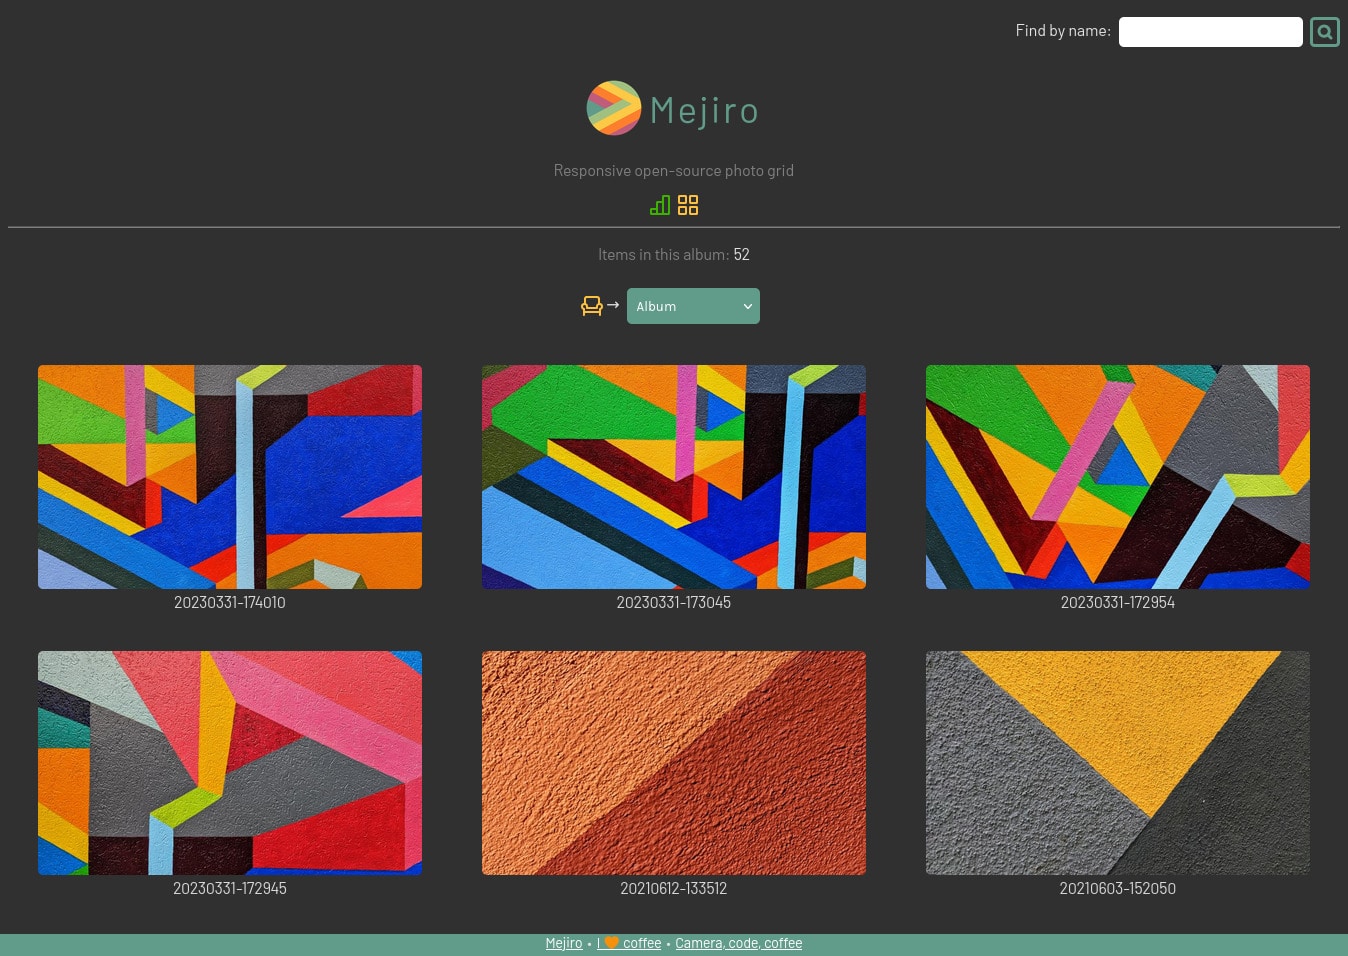 Find by name:
Mejiro
Responsive open-source photo grid
Items in this album: 52
→ Album
20230331-174010
20230331-173045
20230331-172954
20230331-172945
20210612-133512
20210603-152050
Mejiro • I 🧡 coffee • Camera, code, coffee